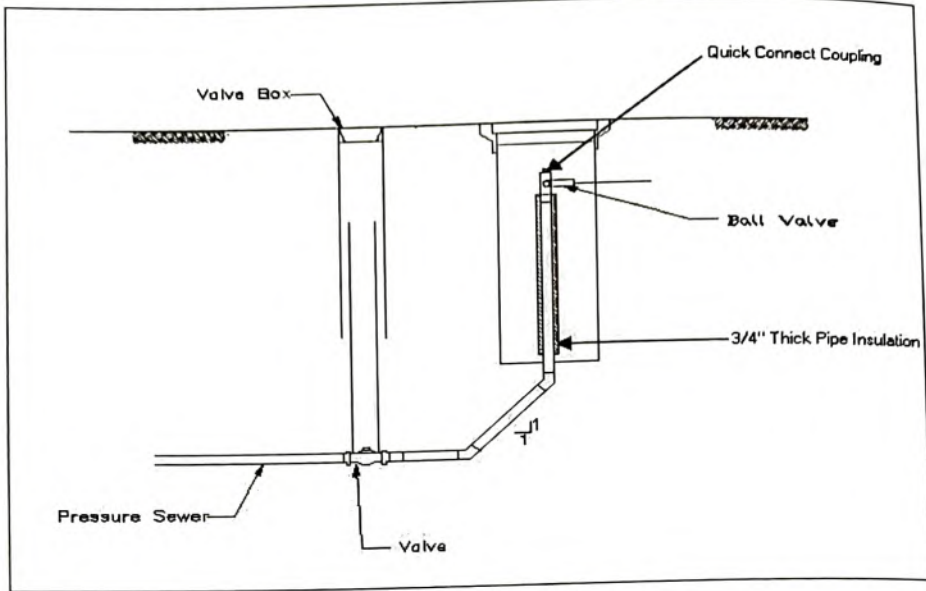 Quick Connect Coupling
Valve Box
Ball Valve
3/4" Thick Pipe Insulation
1
1
Pressure Sewer
Valve